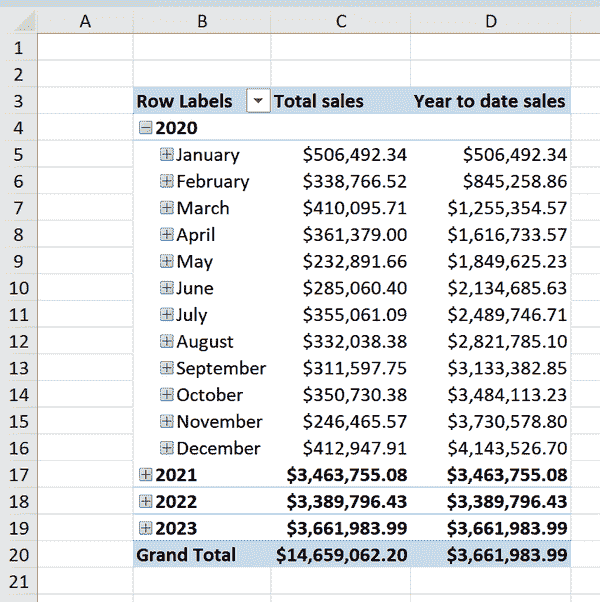 A B C D
1
2
3 Row Labels Total sales Year to date sales
4 2020
5 January $506,492.34 $506,492.34
6 February $338,766.52 $845,258.86
7 March $410,095.71 $1,255,354.57
8 April $361,379.00 $1,616,733.57
9 May $232,891.66 $1,849,625.23
10 June $285,060.40 $2,134,685.63
11 July $355,061.09 $2,489,746.71
12 August $332,038.38 $2,821,785.10
13 September $311,597.75 $3,133,382.85
14 October $350,730.38 $3,484,113.23
15 November $246,465.57 $3,730,578.80
16 December $412,947.91 $4,143,526.70
17 2021 $3,463,755.08 $3,463,755.08
18 2022 $3,389,796.43 $3,389,796.43
19 2023 $3,661,983.99 $3,661,983.99
20 Grand Total $14,659,062.20 $3,661,983.99
21